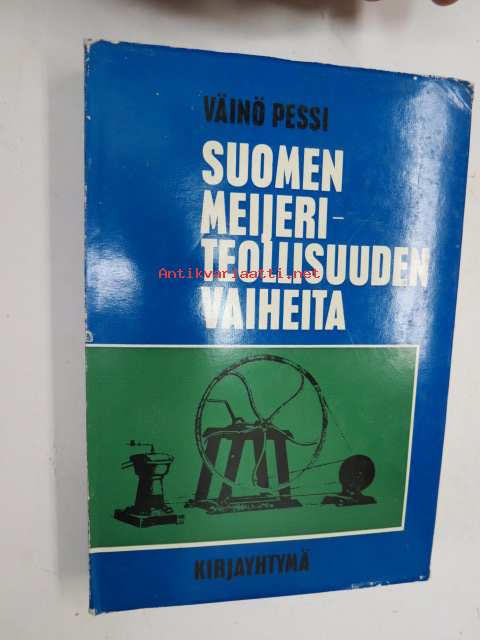 VÄINÖ PESSI
SUOMEN
MEIJERI-
TEOLLISUUDEN
VAIHEITA
Antikvariaatti.net
KIRJAYHTYMÄ